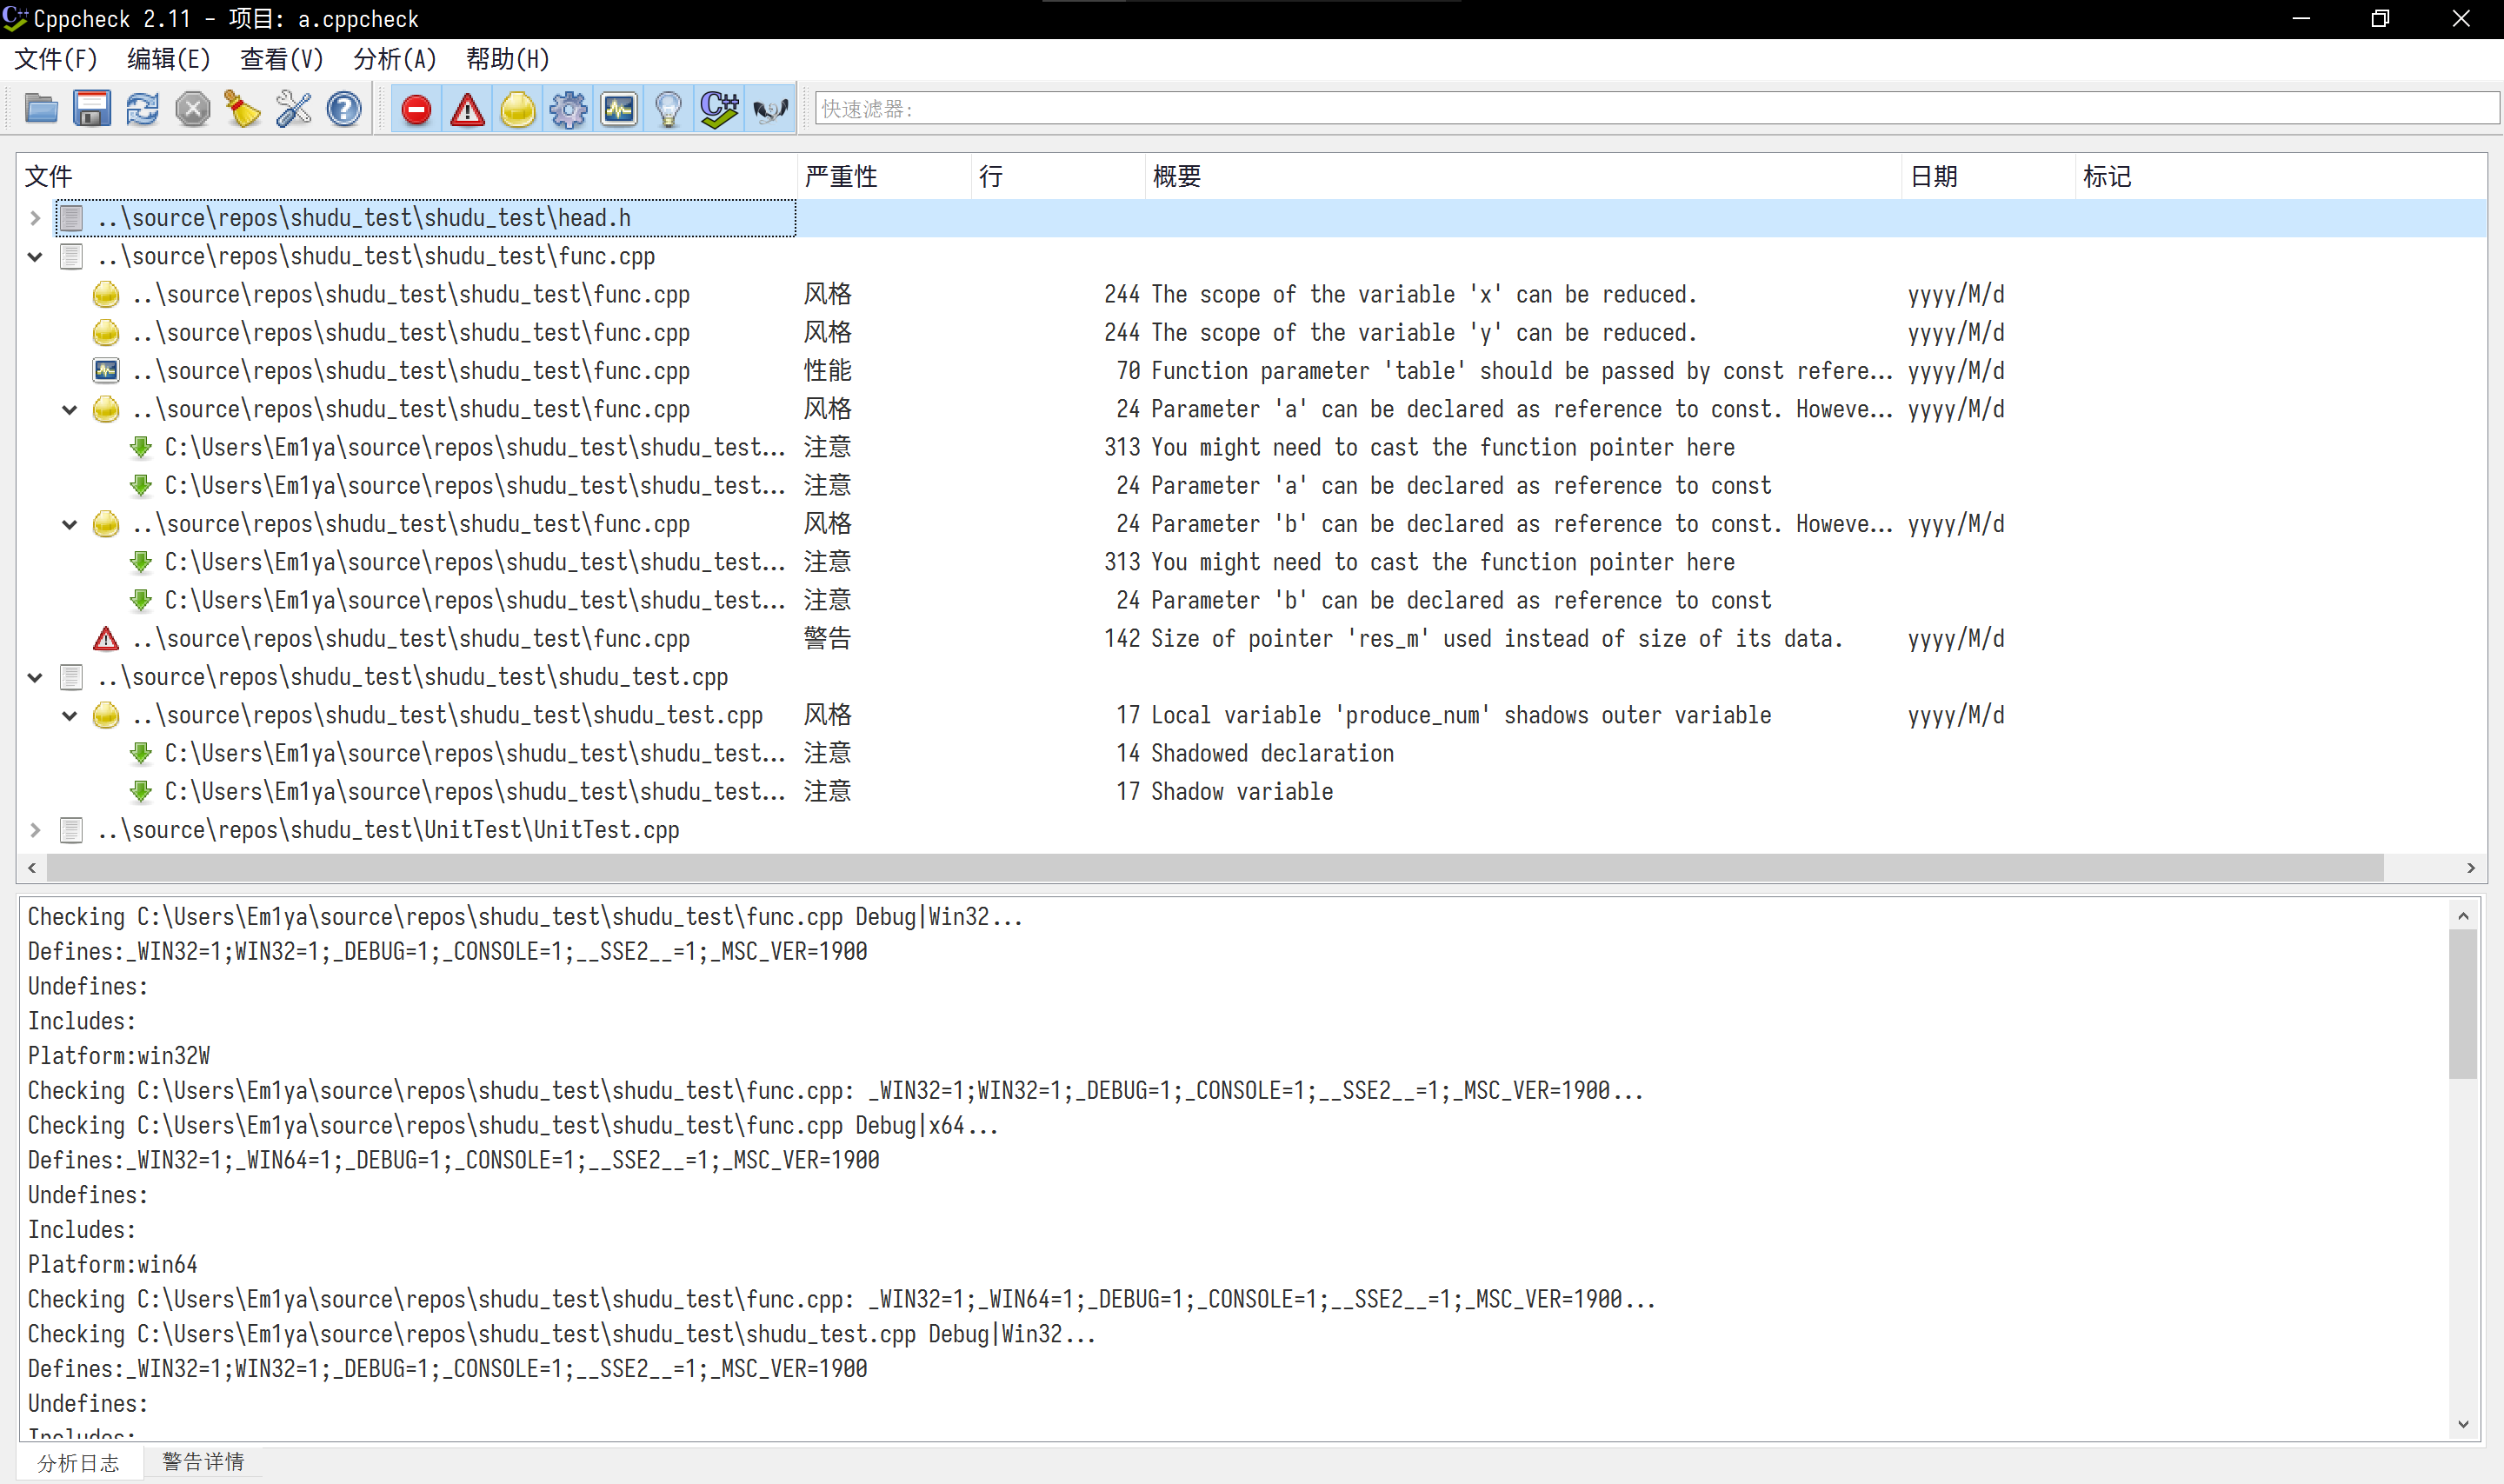 Cppcheck 2.11 - 项目: a.cppcheck
文件(F) 编辑(E) 查看(V) 分析(A) 帮助(H)
快速滤器:
文件 严重性 行 概要 日期 标记
..\source\repos\shudu_test\shudu_test\head.h
..\source\repos\shudu_test\shudu_test\func.cpp
..\source\repos\shudu_test\shudu_test\func.cpp 风格 244 The scope of the variable 'x' can be reduced. yyyy/M/d
..\source\repos\shudu_test\shudu_test\func.cpp 风格 244 The scope of the variable 'y' can be reduced. yyyy/M/d
..\source\repos\shudu_test\shudu_test\func.cpp 性能 70 Function parameter 'table' should be passed by const refere... yyyy/M/d
..\source\repos\shudu_test\shudu_test\func.cpp 风格 24 Parameter 'a' can be declared as reference to const. Howeve... yyyy/M/d
C:\Users\Em1ya\source\repos\shudu_test\shudu_test... 注意 313 You might need to cast the function pointer here
C:\Users\Em1ya\source\repos\shudu_test\shudu_test... 注意 24 Parameter 'a' can be declared as reference to const
..\source\repos\shudu_test\shudu_test\func.cpp 风格 24 Parameter 'b' can be declared as reference to const. Howeve... yyyy/M/d
C:\Users\Em1ya\source\repos\shudu_test\shudu_test... 注意 313 You might need to cast the function pointer here
C:\Users\Em1ya\source\repos\shudu_test\shudu_test... 注意 24 Parameter 'b' can be declared as reference to const
..\source\repos\shudu_test\shudu_test\func.cpp 警告 142 Size of pointer 'res_m' used instead of size of its data. yyyy/M/d
..\source\repos\shudu_test\shudu_test\shudu_test.cpp
..\source\repos\shudu_test\shudu_test\shudu_test.cpp 风格 17 Local variable 'produce_num' shadows outer variable yyyy/M/d
C:\Users\Em1ya\source\repos\shudu_test\shudu_test... 注意 14 Shadowed declaration
C:\Users\Em1ya\source\repos\shudu_test\shudu_test... 注意 17 Shadow variable
..\source\repos\shudu_test\UnitTest\UnitTest.cpp
Checking C:\Users\Em1ya\source\repos\shudu_test\shudu_test\func.cpp Debug|Win32...
Defines:_WIN32=1;WIN32=1;_DEBUG=1;_CONSOLE=1;__SSE2__=1;_MSC_VER=1900
Undefines:
Includes:
Platform:win32W
Checking C:\Users\Em1ya\source\repos\shudu_test\shudu_test\func.cpp: _WIN32=1;WIN32=1;_DEBUG=1;_CONSOLE=1;__SSE2__=1;_MSC_VER=1900...
Checking C:\Users\Em1ya\source\repos\shudu_test\shudu_test\func.cpp Debug|x64...
Defines:_WIN32=1;_WIN64=1;_DEBUG=1;_CONSOLE=1;__SSE2__=1;_MSC_VER=1900
Undefines:
Includes:
Platform:win64
Checking C:\Users\Em1ya\source\repos\shudu_test\shudu_test\func.cpp: _WIN32=1;_WIN64=1;_DEBUG=1;_CONSOLE=1;__SSE2__=1;_MSC_VER=1900...
Checking C:\Users\Em1ya\source\repos\shudu_test\shudu_test\shudu_test.cpp Debug|Win32...
Defines:_WIN32=1;WIN32=1;_DEBUG=1;_CONSOLE=1;__SSE2__=1;_MSC_VER=1900
Undefines:
Includes:
分析日志 警告详情